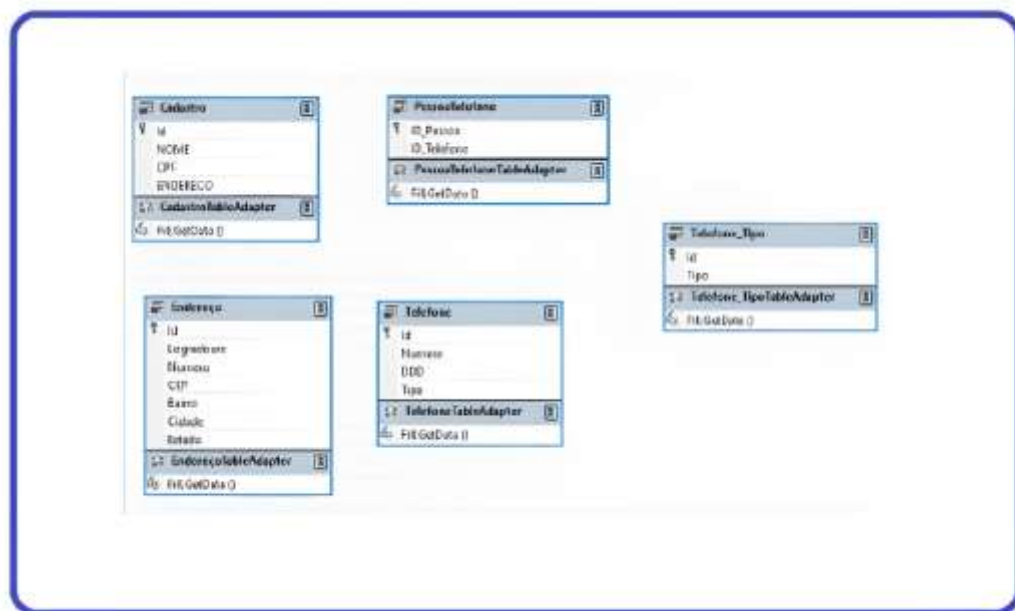 Cadastro
Id
NOME
CPF
ENDERECO
CadastroTableAdapter
Fill,GetData ()
PessoaTelefone
ID_Pessoa
ID_Telefone
PessoaTelefoneTableAdapter
Fill,GetData ()
Telefone_Tipo
Id
Tipo
Telefone_TipoTableAdapter
Fill,GetData ()
Endereço
Id
Logradouro
Numero
CEP
Bairro
Cidade
Estado
EndereçoTableAdapter
Fill,GetData ()
Telefone
Id
Numero
DDD
Tipo
TelefoneTableAdapter
Fill,GetData ()